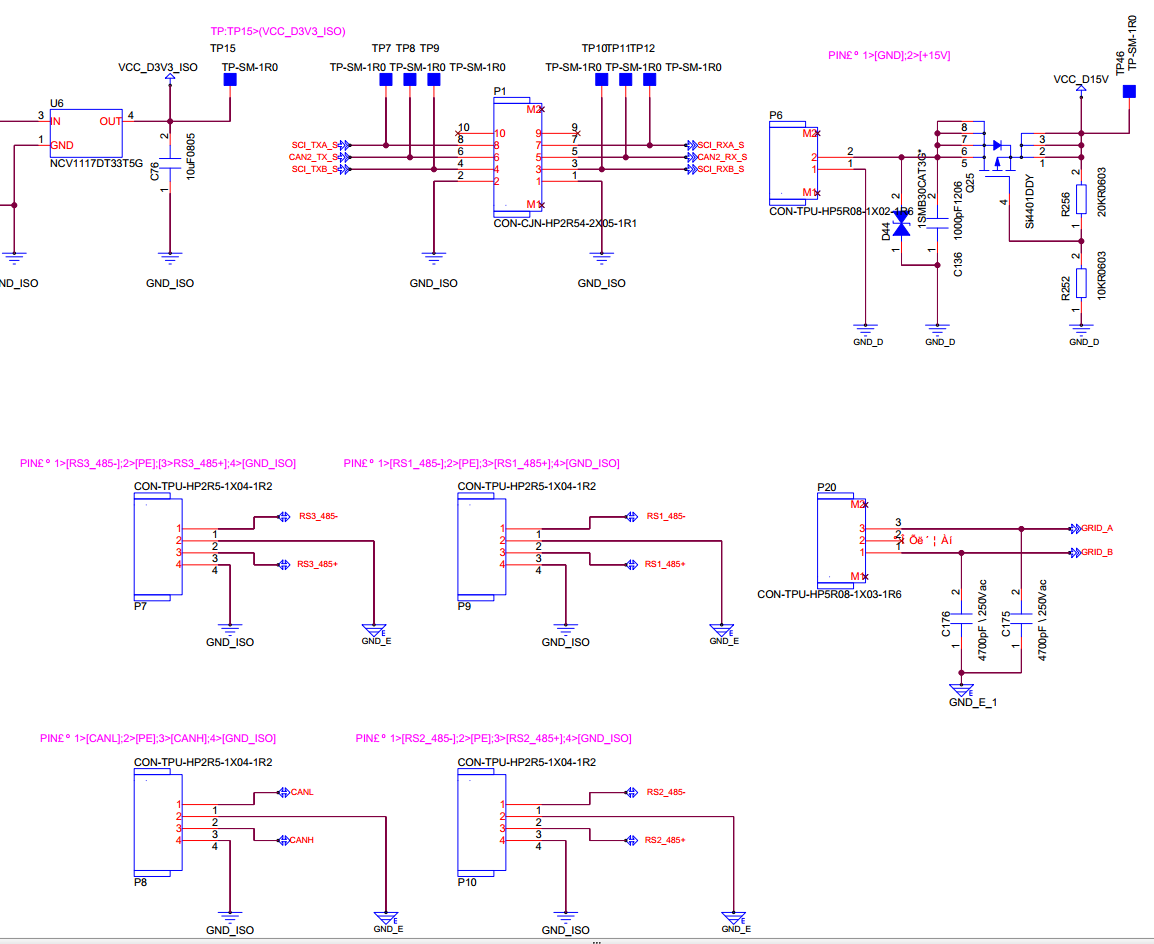 TP:TP15>(VCC_D3V3_ISO)
TP15
VCC_D3V3_ISO
TP-SM-1R0
U6
3
IN
OUT
4
1
GND
NCV1117DT33T5G
2
C76
1
10uF0805
GND_ISO
ND_ISO
TP7 TP8 TP9
TP-SM-1R0 TP-SM-1R0 TP-SM-1R0
TP10TP11TP12
TP-SM-1R0 TP-SM-1R0 TP-SM-1R0
P1
M2
10
10
9
9
SCI_TXA_S
8
8
7
7
SCI_RXA_S
CAN2_TX_S
6
6
5
5
CAN2_RX_S
SCI_TXB_S
4
4
3
3
SCI_RXB_S
2
2
1
1
M1
CON-CJN-HP2R54-2X05-1R1
GND_ISO
GND_ISO
PIN£º 1>[GND];2>[+15V]
TP46
TP-SM-1R0
VCC_D15V
P6
M2
2
2
1
1
M1
CON-TPU-HP5R08-1X02-1R6
D44
2
1
1SMB30CAT3G*
2
1
C136
1000pF1206
8
7
6
5
Q25
3
2
1
4
SI4401DDY
2
R256
1
20KR0603
2
R252
1
10KR0603
GND_D
GND_D
GND_D
PIN£º 1>[RS3_485-];2>[PE];[3>RS3_485+];4>[GND_ISO]
CON-TPU-HP2R5-1X04-1R2
1
1
RS3_485-
2
2
3
3
RS3_485+
4
4
P7
GND_ISO
E
GND_E
PIN£º 1>[RS1_485-];2>[PE];3>[RS1_485+];4>[GND_ISO]
CON-TPU-HP2R5-1X04-1R2
1
1
RS1_485-
2
2
3
3
RS1_485+
4
4
P9
GND_ISO
E
GND_E
P20
M2
3
3
GRID_A
2
2
Õë´¦Àí
1
1
GRID_B
M1
CON-TPU-HP5R08-1X03-1R6
2
C176
1
4700pF \ 250Vac
2
C175
1
4700pF \ 250Vac
E
GND_E_1
PIN£º 1>[CANL];2>[PE];3>[CANH];4>[GND_ISO]
CON-TPU-HP2R5-1X04-1R2
1
1
CANL
2
2
3
3
CANH
4
4
P8
GND_ISO
E
GND_E
PIN£º 1>[RS2_485-];2>[PE];3>[RS2_485+];4>[GND_ISO]
CON-TPU-HP2R5-1X04-1R2
1
1
RS2_485-
2
2
3
3
RS2_485+
4
4
P10
GND_ISO
E
GND_E